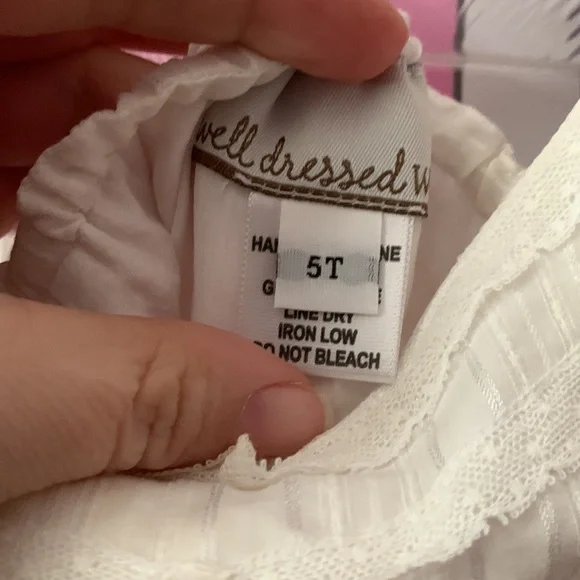 well dressed W
5T
HA NE
G E
LINE DRY
IRON LOW
DO NOT BLEACH